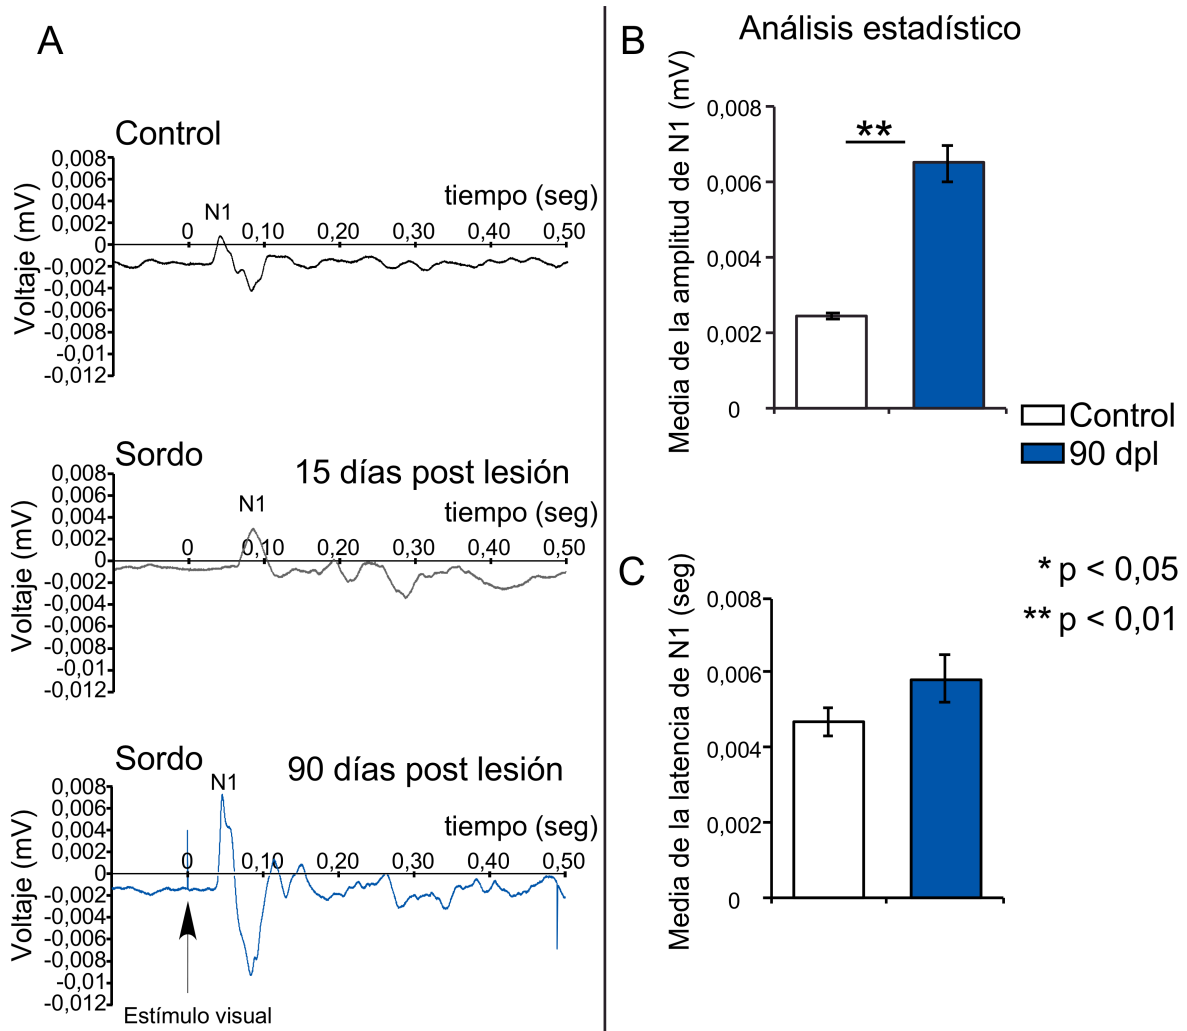 A
Control
0,008
0,006
0,004
0,002
0
-0,002
-0,004
-0,006
-0,008
-0,01
-0,012
Voltaje (mV)
N1
tiempo (seg)
0 0,10 0,20 0,30 0,40 0,50
Sordo
15 días post lesión
0,008
0,006
0,004
0,002
0
-0,002
-0,004
-0,006
-0,008
-0,01
-0,012
Voltaje (mV)
N1
tiempo (seg)
0 0,10 0,20 0,30 0,40 0,50
Sordo
90 días post lesión
0,008
0,006
0,004
0,002
0
-0,002
-0,004
-0,006
-0,008
-0,01
-0,012
Voltaje (mV)
N1
tiempo (seg)
0 0,10 0,20 0,30 0,40 0,50
Estímulo visual
B
Análisis estadístico
Media de la amplitud de N1 (mV)
0,008
0,006
0,004
0,002
0
**
Control
90 dpl
C
Media de la latencia de N1 (seg)
0,008
0,006
0,004
0,002
0
* p < 0,05
** p < 0,01